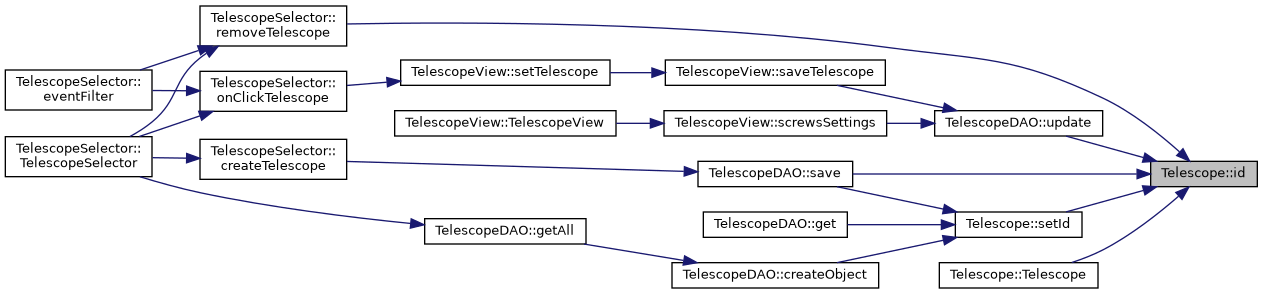 TelescopeSelector::
removeTelescope
TelescopeSelector::
eventFilter
TelescopeSelector::
onClickTelescope
TelescopeView::setTelescope
TelescopeView::saveTelescope
TelescopeView::TelescopeView
TelescopeView::screwsSettings
TelescopeDAO::update
TelescopeSelector::
TelescopeSelector
TelescopeSelector::
createTelescope
TelescopeDAO::save
Telescope::id
TelescopeDAO::getAll
TelescopeDAO::get
Telescope::setId
TelescopeDAO::createObject
Telescope::Telescope